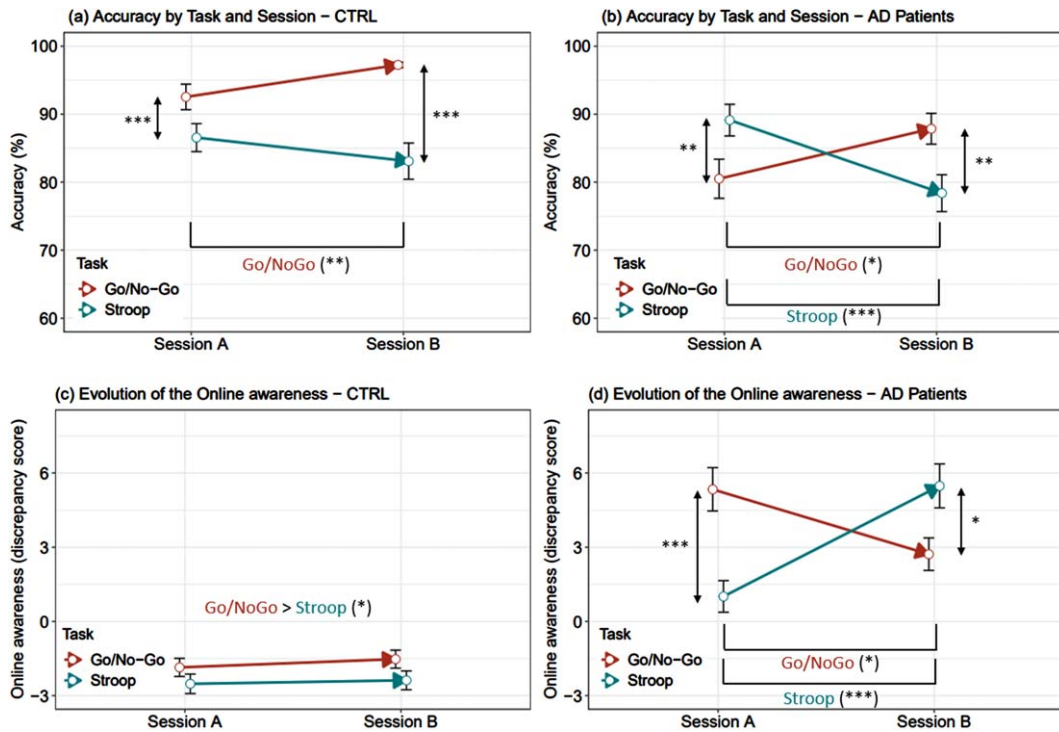 (a) Accuracy by Task and Session – CTRL
Accuracy (%)
100
90
80
70
60
***
***
Go/NoGo (**)
Task
Go/No−Go
Stroop
Session A
Session B
(b) Accuracy by Task and Session – AD Patients
Accuracy (%)
100
90
80
70
60
**
**
Go/NoGo (*)
Stroop (***)
Task
Go/No−Go
Stroop
Session A
Session B
(c) Evolution of the Online awareness – CTRL
Online awareness (discrepancy score)
6
3
0
−3
Go/NoGo > Stroop (*)
Task
Go/No−Go
Stroop
Session A
Session B
(d) Evolution of the Online awareness – AD Patients
Online awareness (discrepancy score)
6
3
0
−3
***
*
Go/NoGo (*)
Stroop (***)
Task
Go/No−Go
Stroop
Session A
Session B